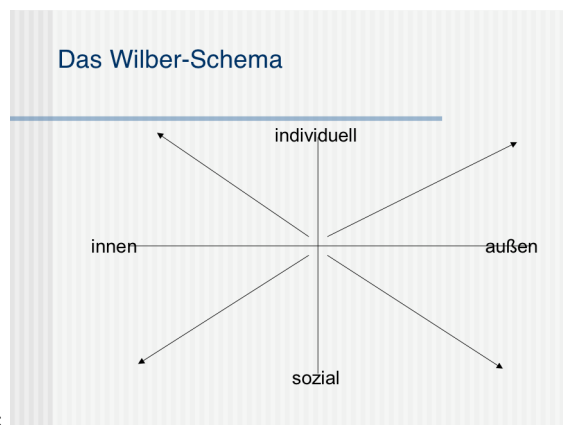 Das Wilber-Schema
individuell
innen
außen
sozial